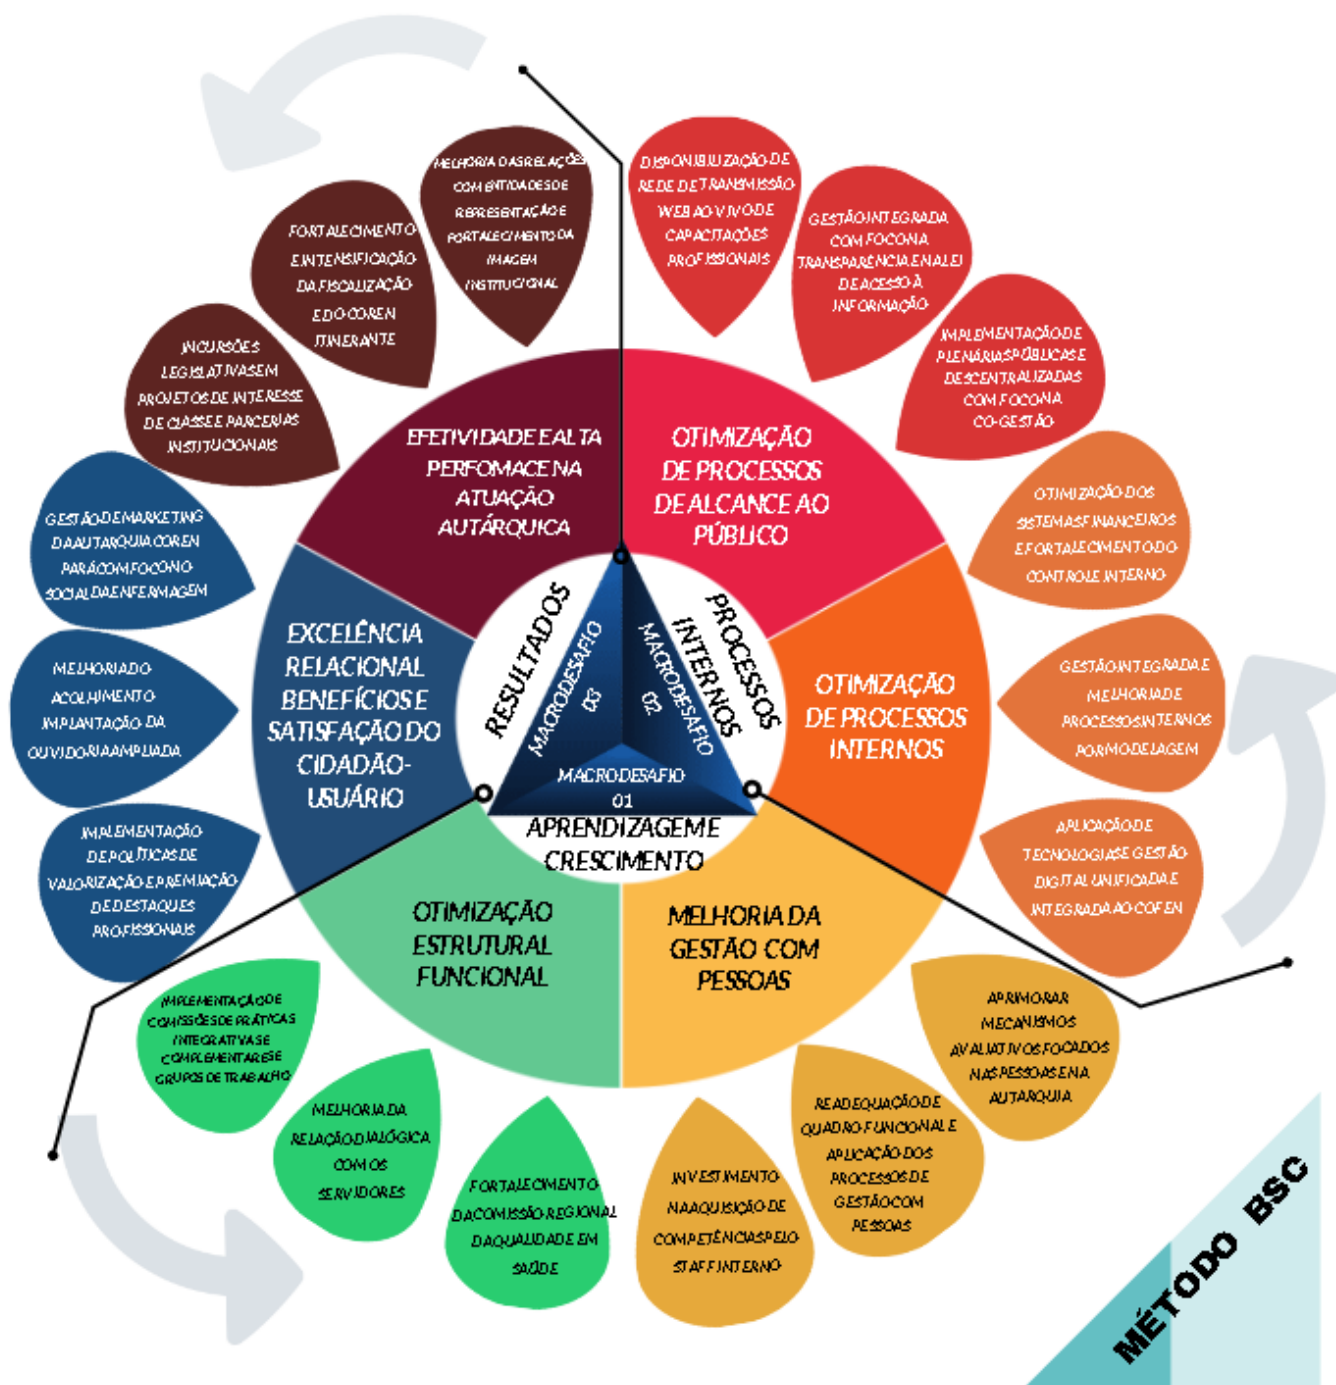 MELHORIA DAS RELAÇÕES
COM ENTIDADES DE
REPRESENTAÇÃO E
FORTALECIMENTO DA
IMAGEM
INSTITUCIONAL
FORTALECIMENTO
E INTENSIFICAÇÃO
DA FISCALIZAÇÃO
E DO COREN
ITINERANTE
INCURSÕES
LEGISLATIVAS EM
PROJETOS DE INTERESSE
DE CLASSE E PARCERIAS
INSTITUCIONAIS
GESTÃO DE MARKETING
DA AUTARQUIA COREN
PARÁ COM FOCO NO
SOCIAL DA ENFERMAGEM
MELHORIA DO
ACOLHIMENTO
IMPLANTAÇÃO DA
OUVIDORIA AMPLIADA
IMPLEMENTAÇÃO
DE POLÍTICAS DE
VALORIZAÇÃO E PREMIAÇÃO
DE DESTAQUES
PROFISSIONAIS
IMPLEMENTAÇÃO DE
COMISSÕES DE PRÁTICAS
INTEGRATIVAS E
COMPLEMENTARES E
GRUPOS DE TRABALHO
MELHORIA DA
RELAÇÃO DIALÓGICA
COM OS
SERVIDORES
FORTALECIMENTO
DA COMISSÃO REGIONAL
DA QUALIDADE EM
SAÚDE
INVESTIMENTO
NA AQUISIÇÃO DE
COMPETÊNCIAS PELO
STAFF INTERNO
READEQUAÇÃO DE
QUADRO FUNCIONAL E
APLICAÇÃO DOS
PROCESSOS DE
GESTÃO COM
PESSOAS
APRIMORAR
MECANISMOS
AVALIATIVOS FOCADOS
NAS PESSOAS E NA
AUTARQUIA
APLICAÇÃO DE
TECNOLOGIAS E GESTÃO
DIGITAL UNIFICADA E
INTEGRADA AO COFEN
GESTÃO INTEGRADA E
MELHORIA DE
PROCESSOS INTERNOS
POR MODELAGEM
OTIMIZAÇÃO DOS
SISTEMAS FINANCEIROS
E FORTALECIMENTO DO
CONTROLE INTERNO
IMPLEMENTAÇÃO DE
PLENÁRIAS PÚBLICAS E
DESCENTRALIZADAS
COM FOCO NA
CO-GESTÃO
GESTÃO INTEGRADA
COM FOCO NA
TRANSPARÊNCIA E NA LEI
DE ACESSO À
INFORMAÇÃO
DISPONIBILIZAÇÃO DE
REDE DE TRANSMISSÃO
WEB AO VIVO DE
CAPACITAÇÕES
PROFISSIONAIS
EFETIVIDADE E ALTA
PERFOMACE NA
ATUAÇÃO
AUTÁRQUICA
OTIMIZAÇÃO
DE PROCESSOS
DE ALCANCE AO
PÚBLICO
EXCELÊNCIA
RELACIONAL
BENEFÍCIOS E
SATISFAÇÃO DO
CIDADÃO-
USUÁRIO
OTIMIZAÇÃO
DE PROCESSOS
INTERNOS
OTIMIZAÇÃO
ESTRUTURAL
FUNCIONAL
MELHORIA DA
GESTÃO COM
PESSOAS
RESULTADOS
MACRODESAFIO
03
PROCESSOS
INTERNOS
MACRODESAFIO
02
MACRODESAFIO
01
APRENDIZAGEM E
CRESCIMENTO
MÉTODO BSC